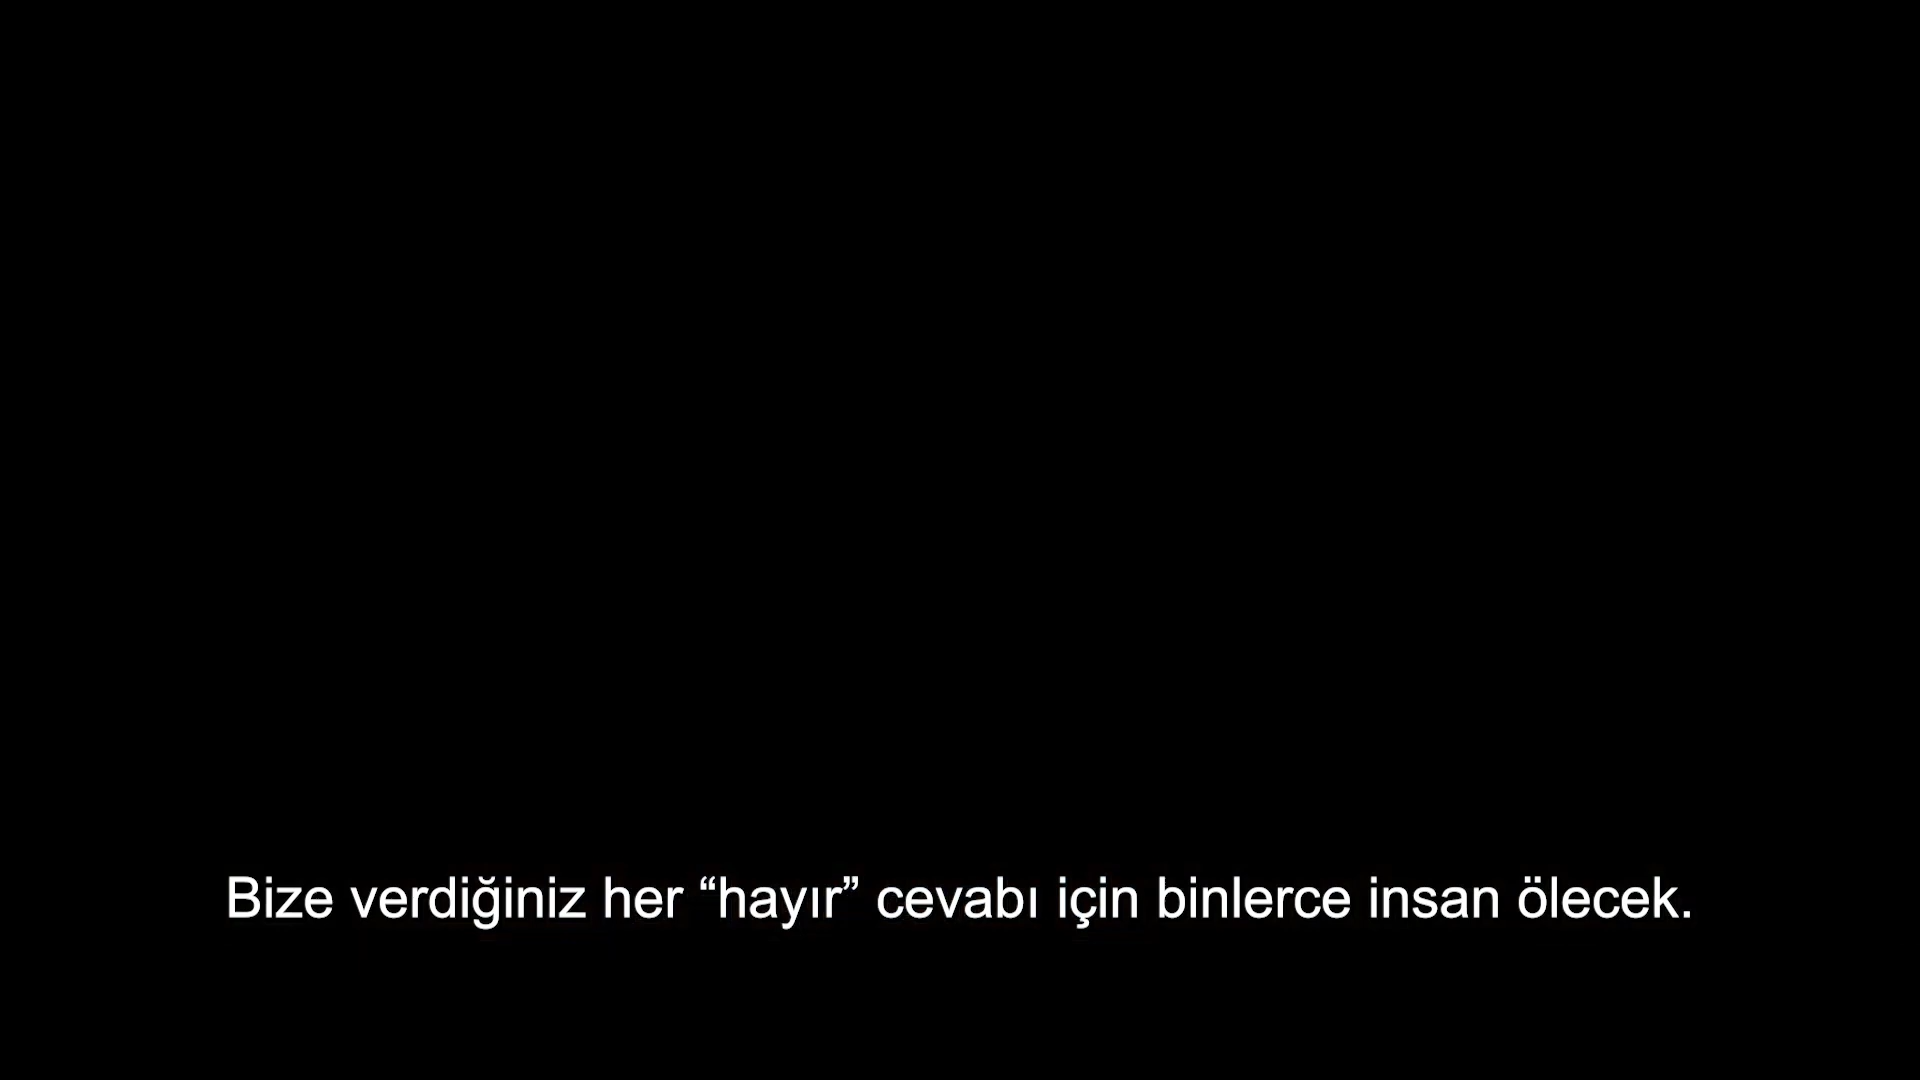 Bize verdiğiniz her “hayır” cevabı için binlerce insan ölecek.